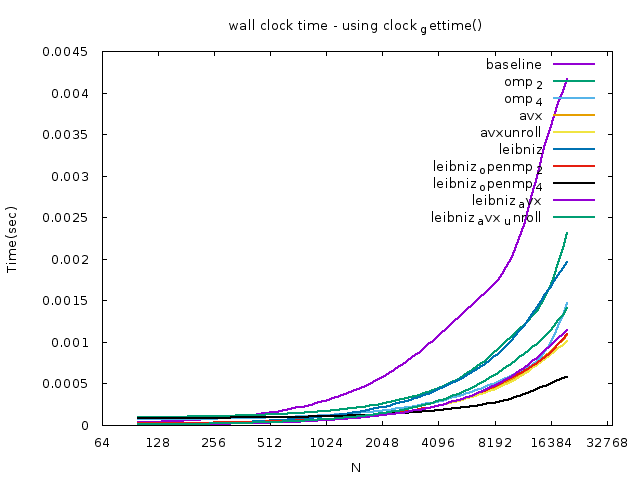 wall clock time - using clock_gettime()
0.0045
0.004
0.0035
0.003
0.0025
0.002
0.0015
0.001
0.0005
0
Time(sec)
baseline
omp_2
omp_4
avx
avxunroll
leibniz
leibniz_openmp_2
leibniz_openmp_4
leibniz_avx
leibniz_avx_unroll
64 128 256 512 1024 2048 4096 8192 16384 32768
N